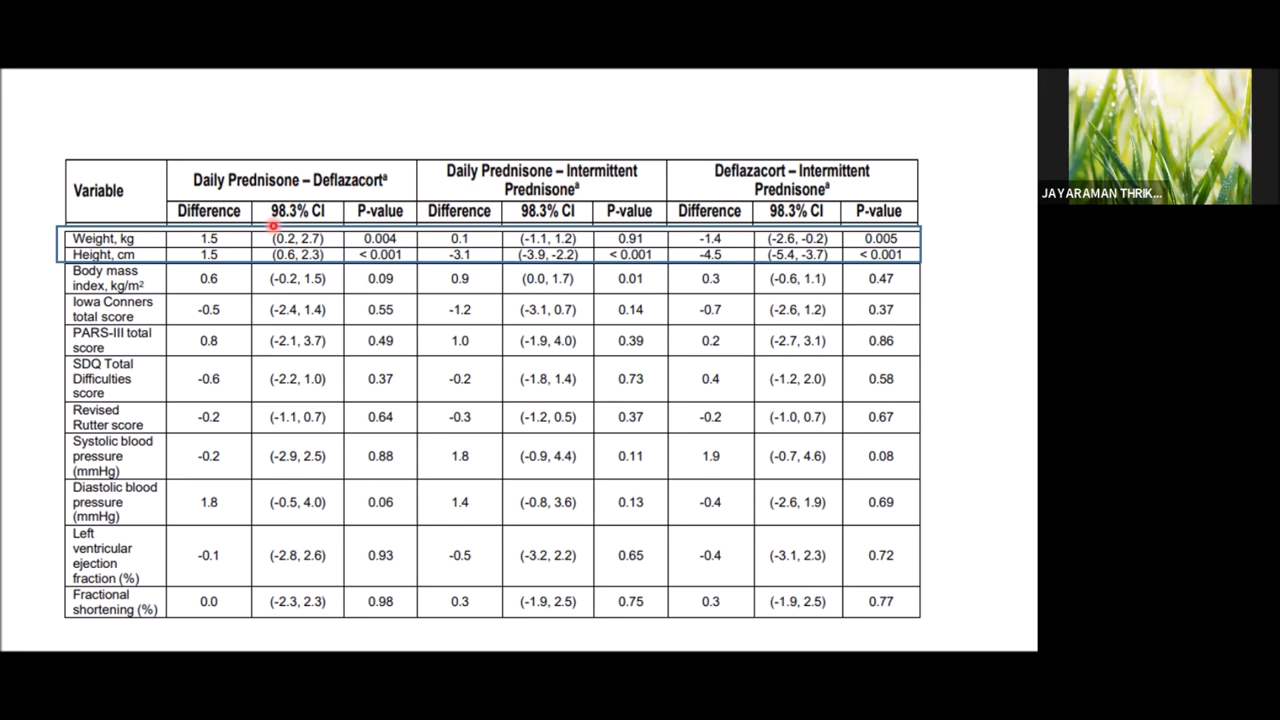 Variable
Daily Prednisone – Deflazacortª
Daily Prednisone – Intermittent
Prednisoneª
Deflazacort – Intermittent
Prednisoneª
Difference 98.3% CI P-value Difference 98.3% CI P-value Difference 98.3% CI P-value
Weight, kg 1.5 (0.2, 2.7) 0.004 0.1 (-1.1, 1.2) 0.91 -1.4 (-2.6, -0.2) 0.005
Height, cm 1.5 (0.6, 2.3) < 0.001 -3.1 (-3.9, -2.2) < 0.001 -4.5 (-5.4, -3.7) < 0.001
Body mass
index, kg/m² 0.6 (-0.2, 1.5) 0.09 0.9 (0.0, 1.7) 0.01 0.3 (-0.6, 1.1) 0.47
Iowa Conners
total score -0.5 (-2.4, 1.4) 0.55 -1.2 (-3.1, 0.7) 0.14 -0.7 (-2.6, 1.2) 0.37
PARS-III total
score 0.8 (-2.1, 3.7) 0.49 1.0 (-1.9, 4.0) 0.39 0.2 (-2.7, 3.1) 0.86
SDQ Total
Difficulties
score -0.6 (-2.2, 1.0) 0.37 -0.2 (-1.8, 1.4) 0.73 0.4 (-1.2, 2.0) 0.58
Revised
Rutter score -0.2 (-1.1, 0.7) 0.64 -0.3 (-1.2, 0.5) 0.37 -0.2 (-1.0, 0.7) 0.67
Systolic blood
pressure
(mmHg) -0.2 (-2.9, 2.5) 0.88 1.8 (-0.9, 4.4) 0.11 1.9 (-0.7, 4.6) 0.08
Diastolic blood
pressure
(mmHg) 1.8 (-0.5, 4.0) 0.06 1.4 (-0.8, 3.6) 0.13 -0.4 (-2.6, 1.9) 0.69
Left
ventricular
ejection
fraction (%) -0.1 (-2.8, 2.6) 0.93 -0.5 (-3.2, 2.2) 0.65 -0.4 (-3.1, 2.3) 0.72
Fractional
shortening (%) 0.0 (-2.3, 2.3) 0.98 0.3 (-1.9, 2.5) 0.75 0.3 (-1.9, 2.5) 0.77
JAYARAMAN THRIK...